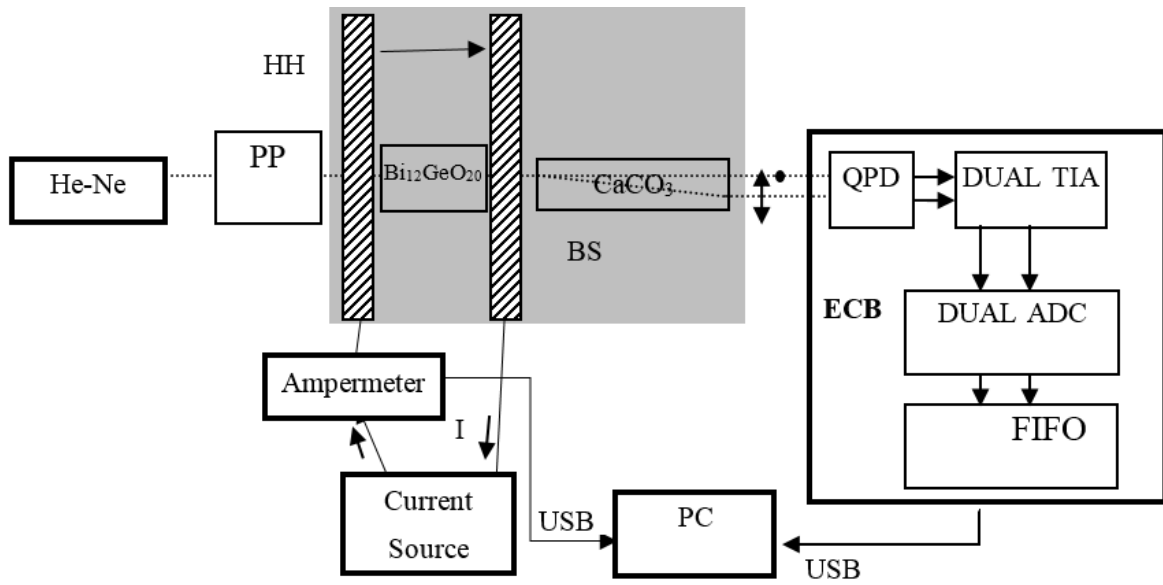 HH
PP
He-Ne
Bi₁₂GeO₂₀
CaCO₃
BS
QPD
DUAL TIA
ECB
DUAL ADC
FIFO
Ampermeter
I
Current
Source
USB
PC
USB